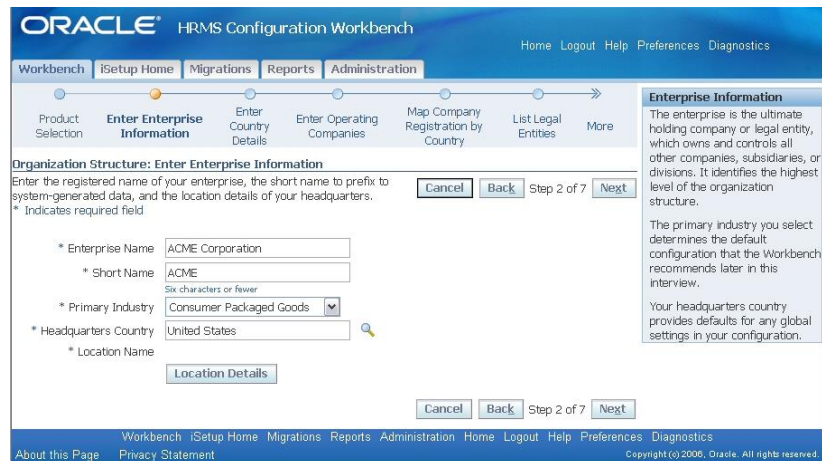 ORACLE® HRMS Configuration Workbench
Home Logout Help Preferences Diagnostics
Workbench iSetup Home Migrations Reports Administration
Product Selection
Enter Enterprise Information
Enter Country Details
Enter Operating Companies
Map Company Registration by Country
List Legal Entities
More
Organization Structure: Enter Enterprise Information
Enter the registered name of your enterprise, the short name to prefix to
system-generated data, and the location details of your headquarters.
* Indicates required field
Cancel Back Step 2 of 7 Next
* Enterprise Name ACME Corporation
* Short Name ACME
Six characters or fewer
* Primary Industry Consumer Packaged Goods
* Headquarters Country United States
* Location Name
Location Details
Cancel Back Step 2 of 7 Next
Enterprise Information
The enterprise is the ultimate
holding company or legal entity,
which owns and controls all
other companies, subsidiaries, or
divisions. It identifies the highest
level of the organization
structure.
The primary industry you select
determines the default
configuration that the Workbench
recommends later in this
interview.
Your headquarters country
provides defaults for any global
settings in your configuration.
Workbench iSetup Home Migrations Reports Administration Home Logout Help Preferences Diagnostics
About this Page Privacy Statement
Copyright (c) 2006, Oracle. All rights reserved.